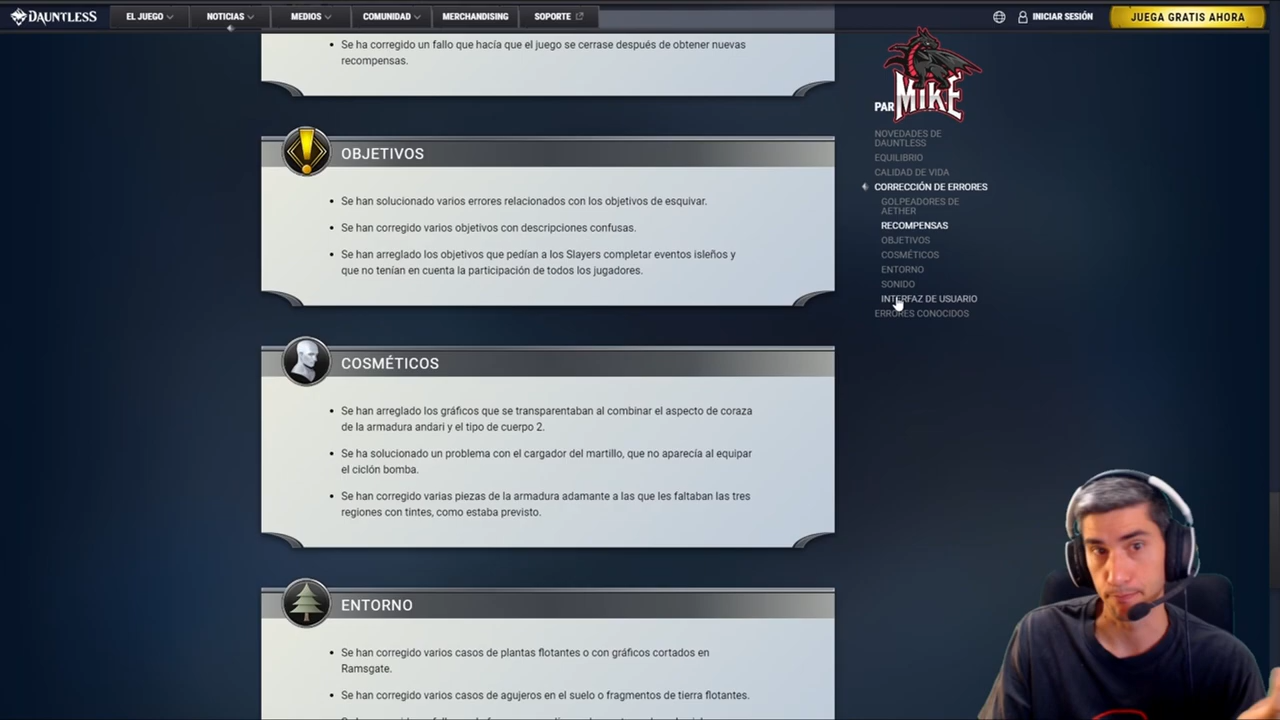 DAUNTLESS
EL JUEGO
NOTICIAS
MEDIOS
COMUNIDAD
MERCHANDISING
SOPORTE
INICIAR SESIÓN
JUEGA GRATIS AHORA
Se ha corregido un fallo que hacía que el juego se cerrase después de obtener nuevas
recompensas.
OBJETIVOS
Se han solucionado varios errores relacionados con los objetivos de esquivar.
Se han corregido varios objetivos con descripciones confusas.
Se han arreglado los objetivos que pedían a los Slayers completar eventos isleños y
que no tenían en cuenta la participación de todos los jugadores.
COSMÉTICOS
Se han arreglado los gráficos que se transparentaban al combinar el aspecto de coraza
de la armadura andari y el tipo de cuerpo 2.
Se ha solucionado un problema con el cargador del martillo, que no aparecía al equipar
el ciclón bomba.
Se han corregido varias piezas de la armadura adamante a las que les faltaban las tres
regiones con tintes, como estaba previsto.
ENTORNO
Se han corregido varios casos de plantas flotantes o con gráficos cortados en
Ramsgate.
Se han corregido varios casos de agujeros en el suelo o fragmentos de tierra flotantes.
MIKE
PAR
NOVEDADES DE
DAUNTLESS
EQUILIBRIO
CALIDAD DE VIDA
CORRECCIÓN DE ERRORES
GOLPEADORES DE
AETHER
RECOMPENSAS
OBJETIVOS
COSMÉTICOS
ENTORNO
SONIDO
INTERFAZ DE USUARIO
ERRORES CONOCIDOS